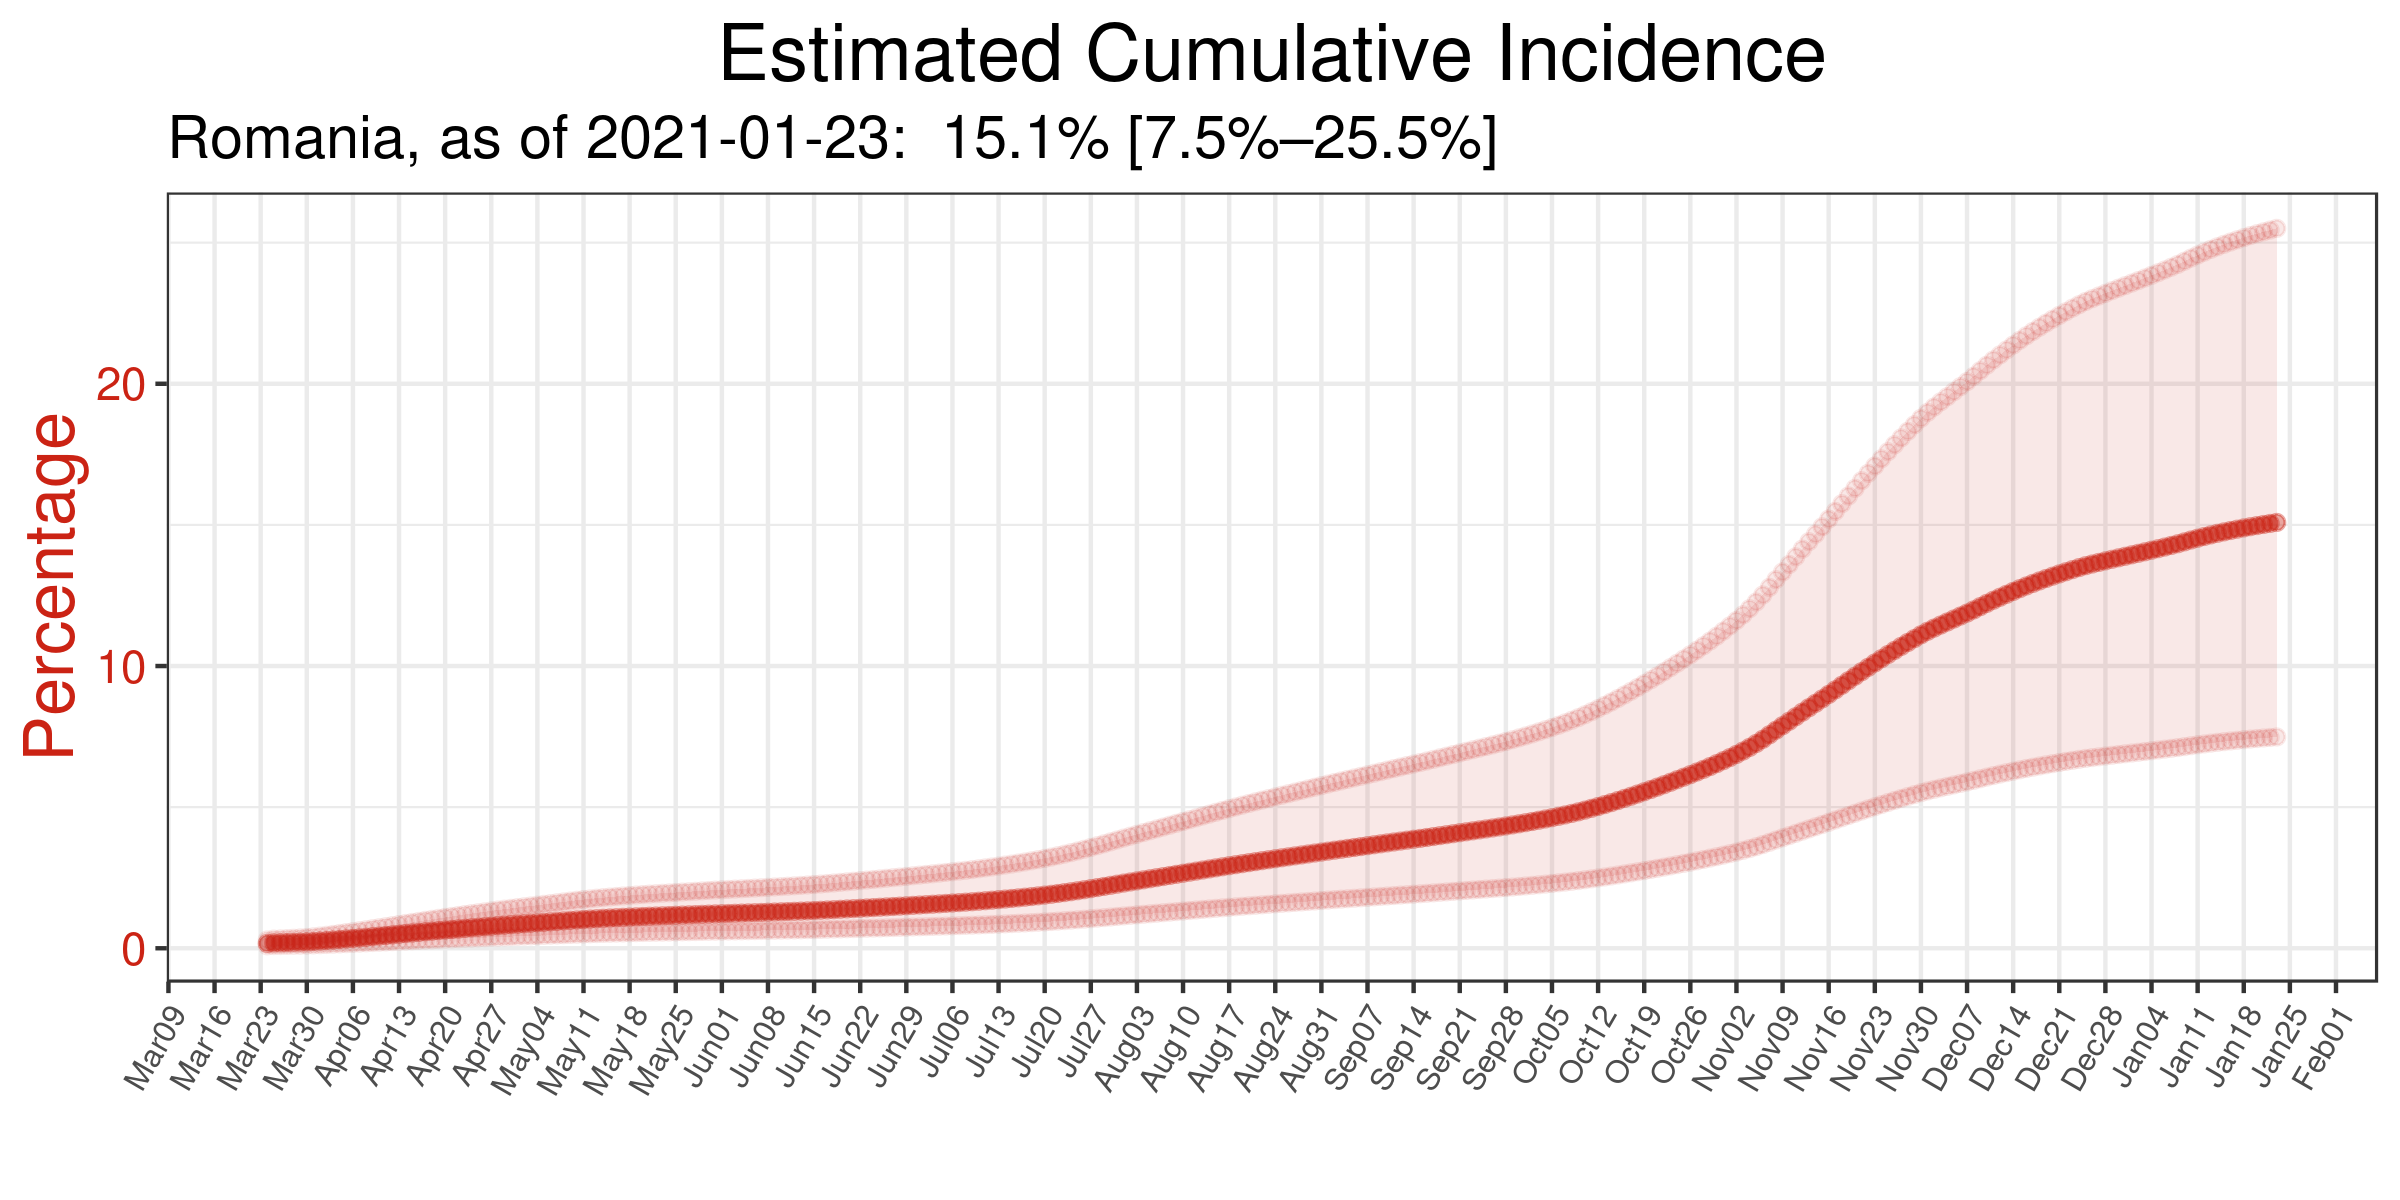 Estimated Cumulative Incidence
Romania, as of 2021-01-23:  15.1% [7.5%–25.5%]
Percentage
20
10
0
Mar09
Mar16
Mar23
Mar30
Apr06
Apr13
Apr20
Apr27
May04
May11
May18
May25
Jun01
Jun08
Jun15
Jun22
Jun29
Jul06
Jul13
Jul20
Jul27
Aug03
Aug10
Aug17
Aug24
Aug31
Sep07
Sep14
Sep21
Sep28
Oct05
Oct12
Oct19
Oct26
Nov02
Nov09
Nov16
Nov23
Nov30
Dec07
Dec14
Dec21
Dec28
Jan04
Jan11
Jan18
Jan25
Feb01